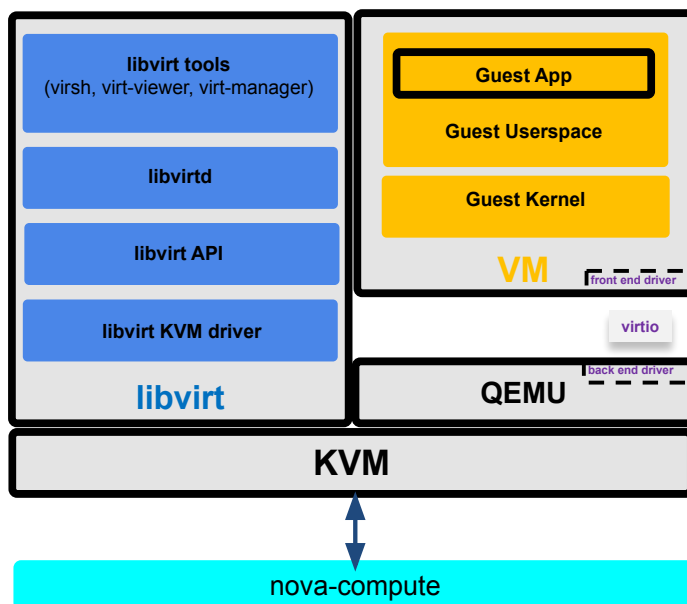 libvirt tools
(virsh, virt-viewer, virt-manager)
libvirtd
libvirt API
libvirt KVM driver
libvirt
Guest App
Guest Userspace
Guest Kernel
VM
front end driver
virtio
back end driver
QEMU
KVM
nova-compute